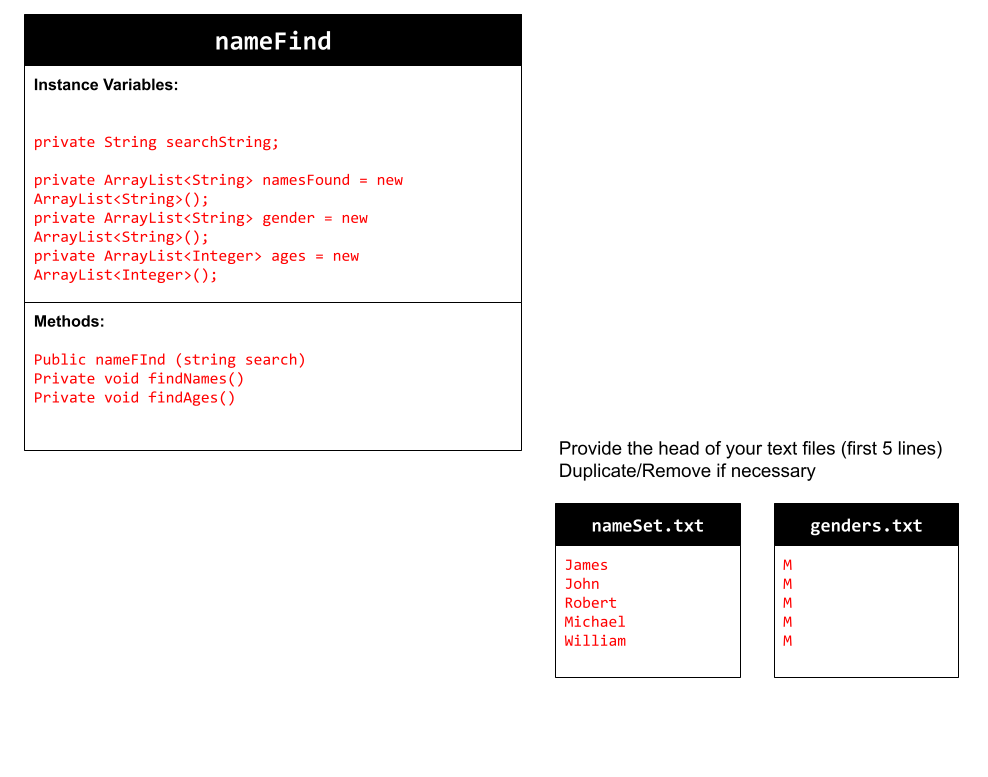 nameFind
Instance Variables:
private String searchString;
private ArrayList<String> namesFound = new
ArrayList<String>();
private ArrayList<String> gender = new
ArrayList<String>();
private ArrayList<Integer> ages = new
ArrayList<Integer>();
Methods:
Public nameFInd (string search)
Private void findNames()
Private void findAges()
Provide the head of your text files (first 5 lines)
Duplicate/Remove if necessary
nameSet.txt
James
John
Robert
Michael
William
genders.txt
M
M
M
M
M